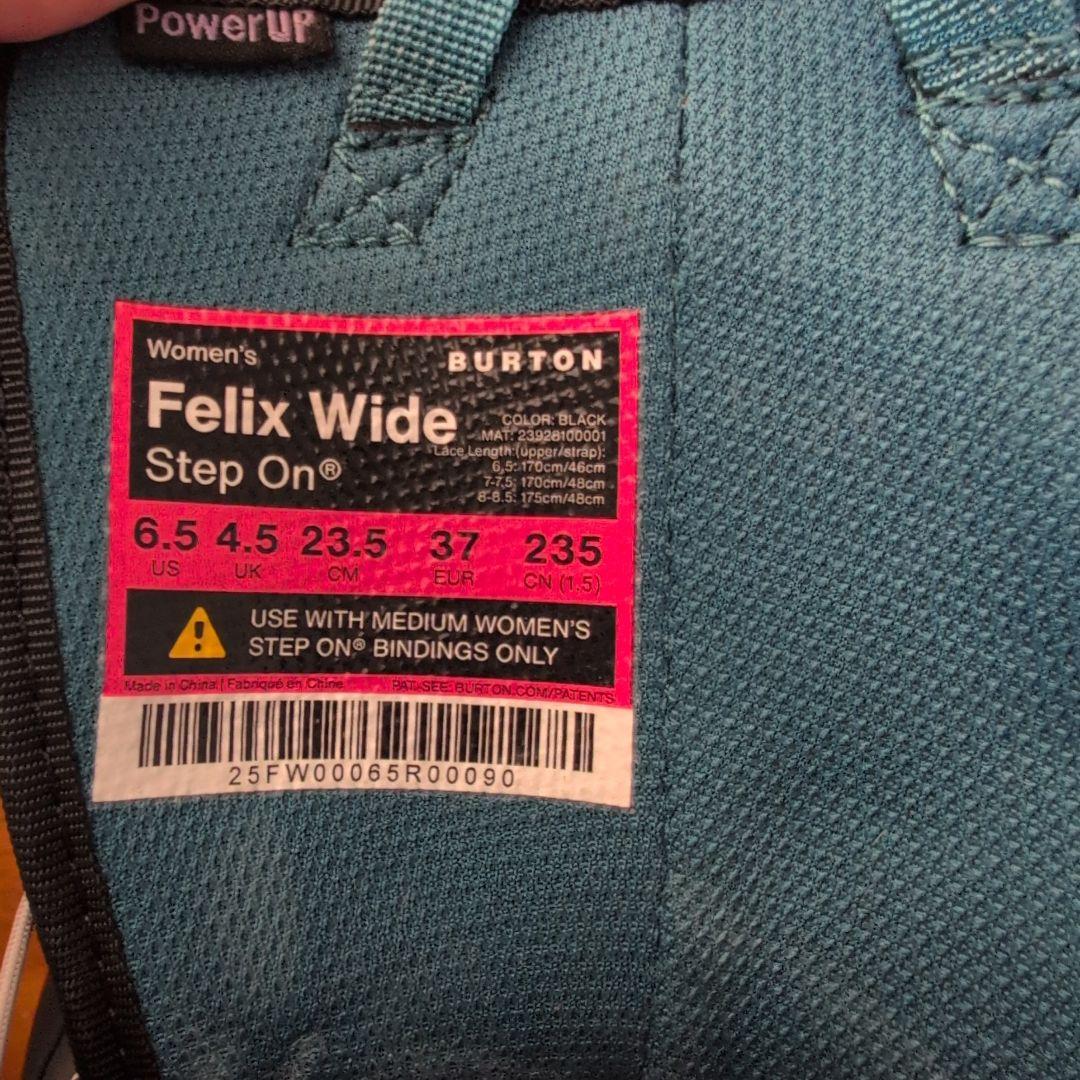 PowerUP
Women's
BURTON
Felix Wide
Step On®
COLOR: BLACK
MAT: 23928100001
Lace Length:(upper/strap):
6.5: 170cm/46cm
7-7.5: 170cm/48cm
8-8.5: 175cm/48cm
6.5 4.5 23.5 37 235
US UK CM EUR CN (1.5)
USE WITH MEDIUM WOMEN'S
STEP ON® BINDINGS ONLY
Made in China | Fabriqué en Chine PAT. SEE: BURTON.COM/PATENTS
25FW00065R00090